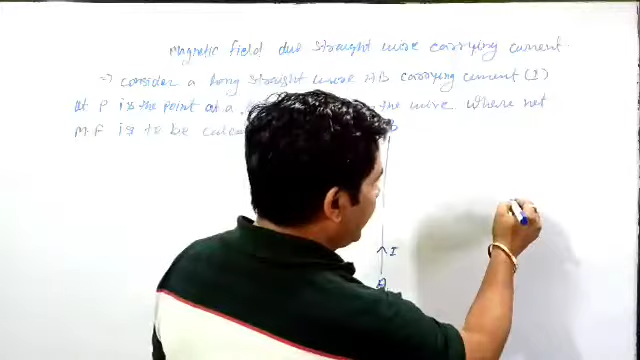 Magnetic field due straight wire carrying current.
⇒ consider a long straight wire AB carrying current (I)
Let P is the point at a the wire where net
M.F is to be
B
↑ I
A